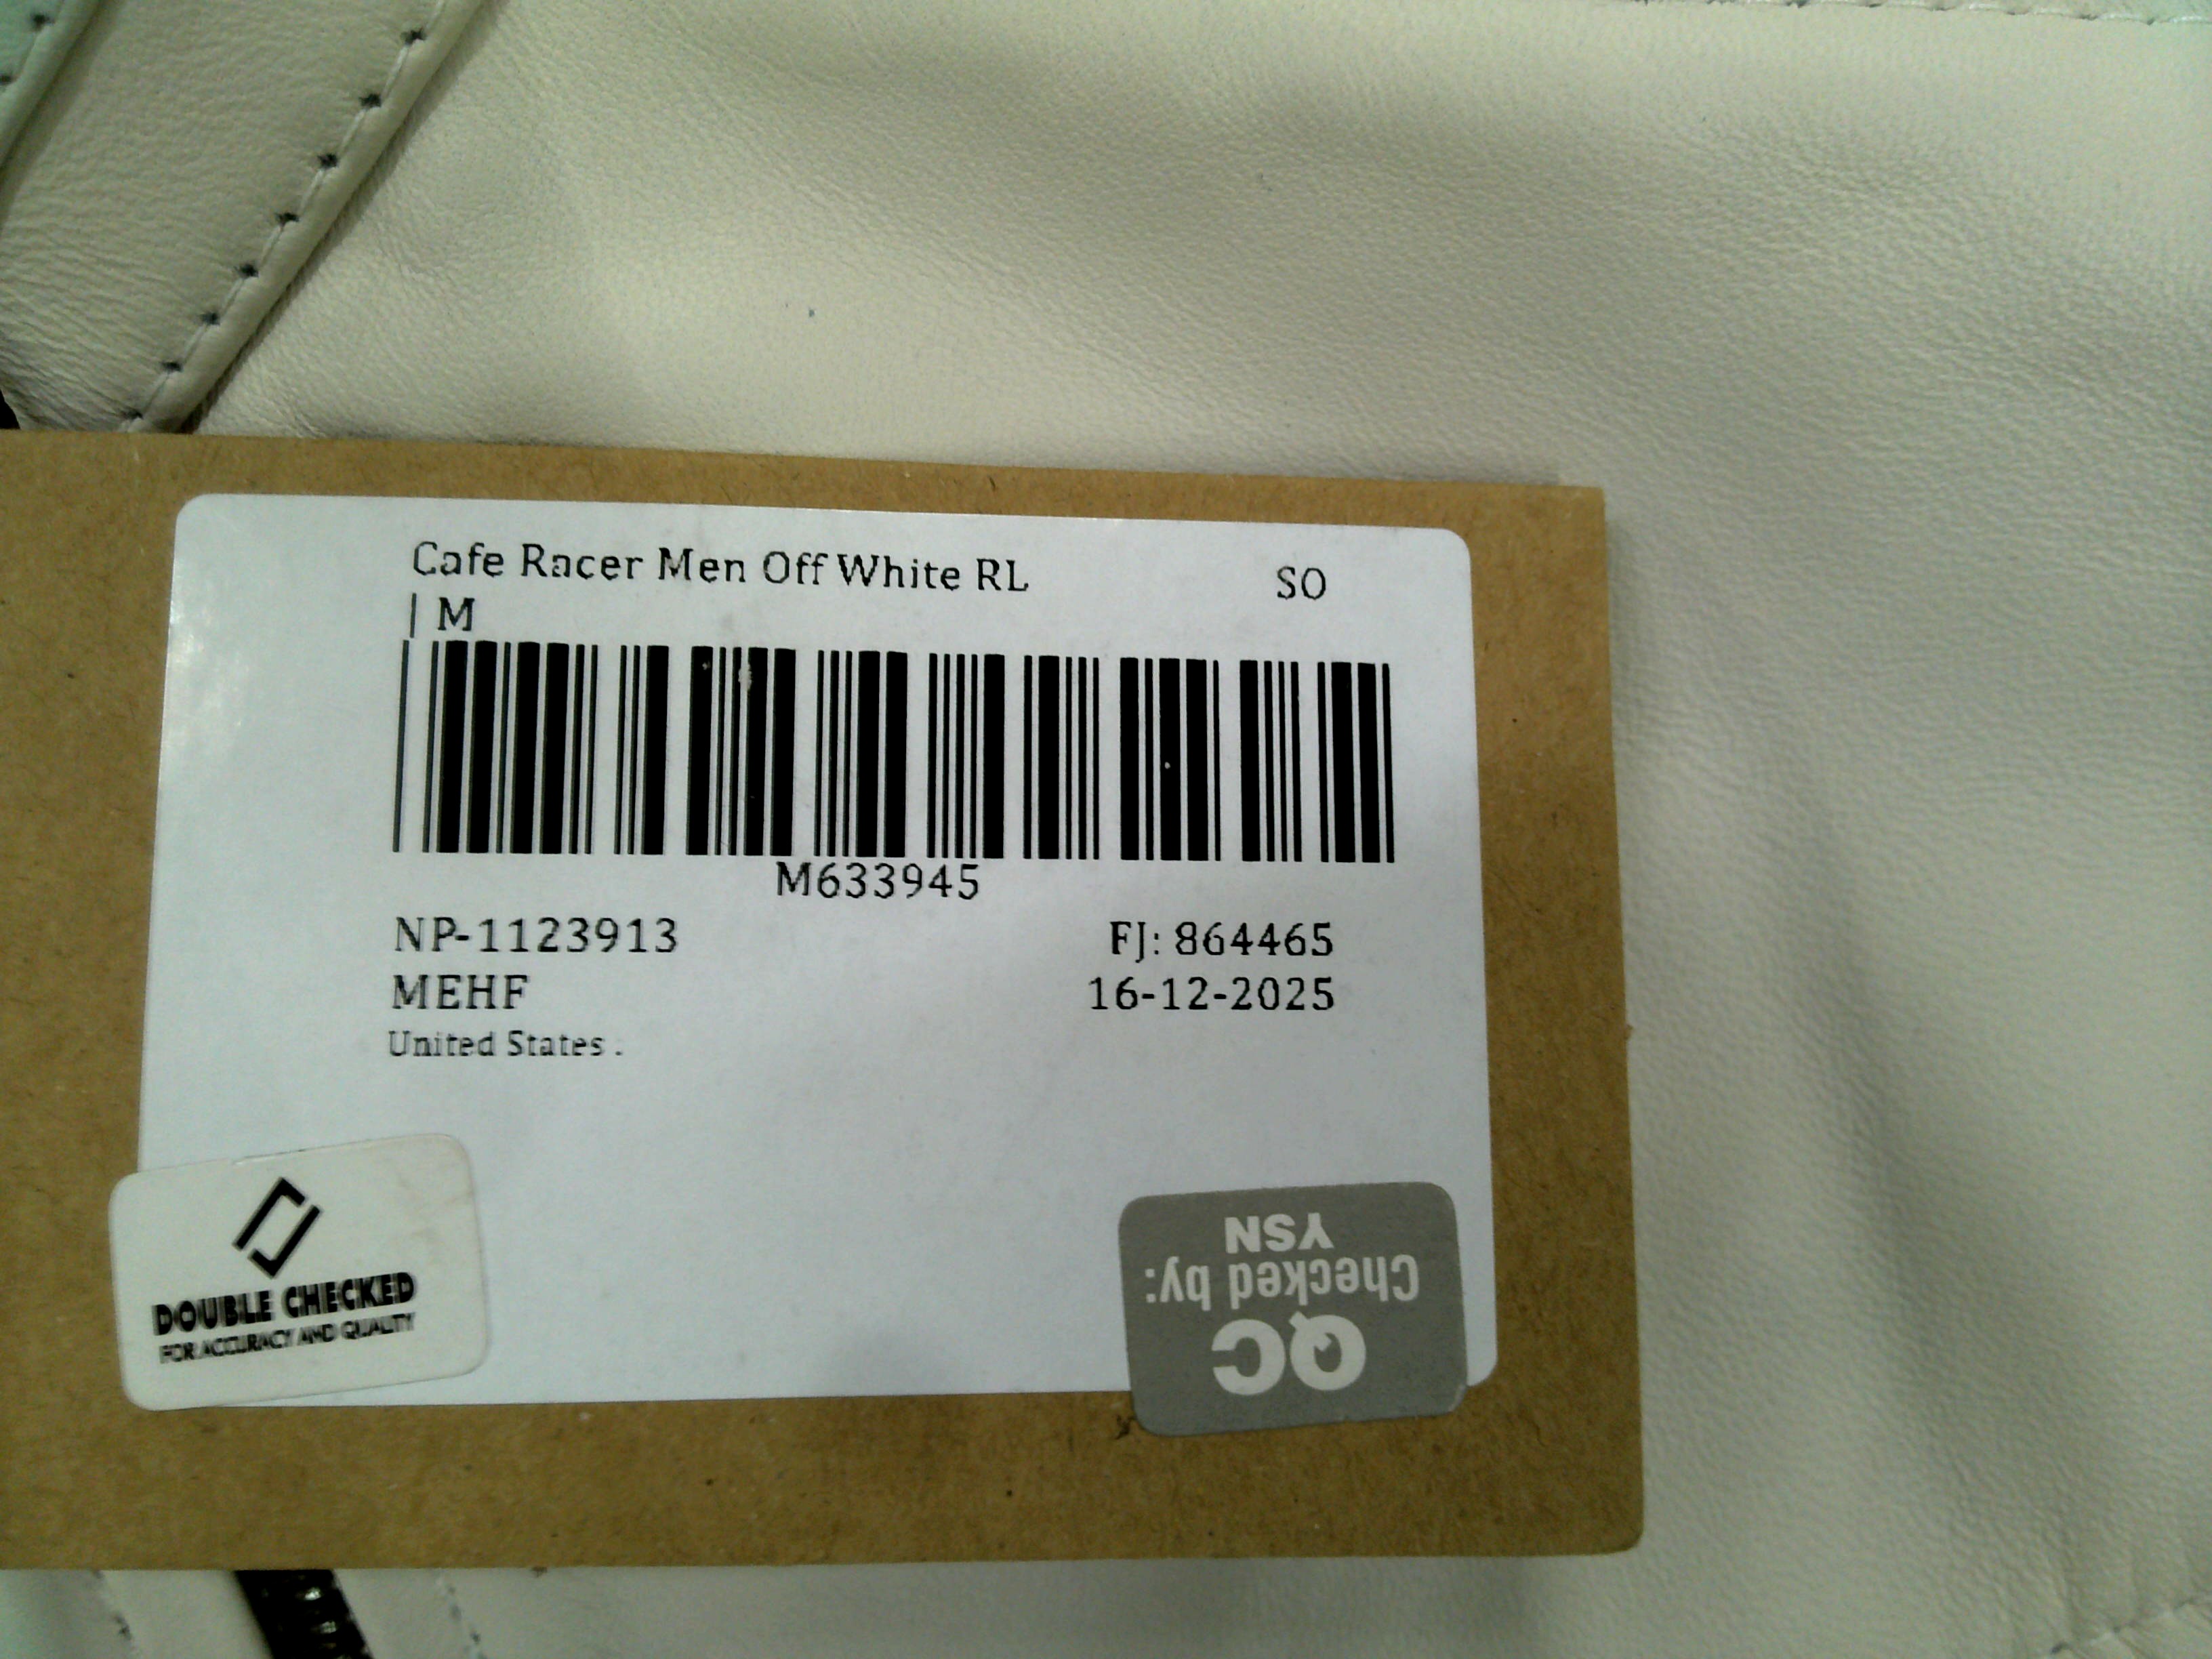 Cafe Racer Men Off White RL
SO
| M
M633945
NP-1123913
FJ: 864465
MEHF
16-12-2025
United States .
DOUBLE CHECKED
FOR ACCURACY AND QUALITY
QC
Checked by:
YSN